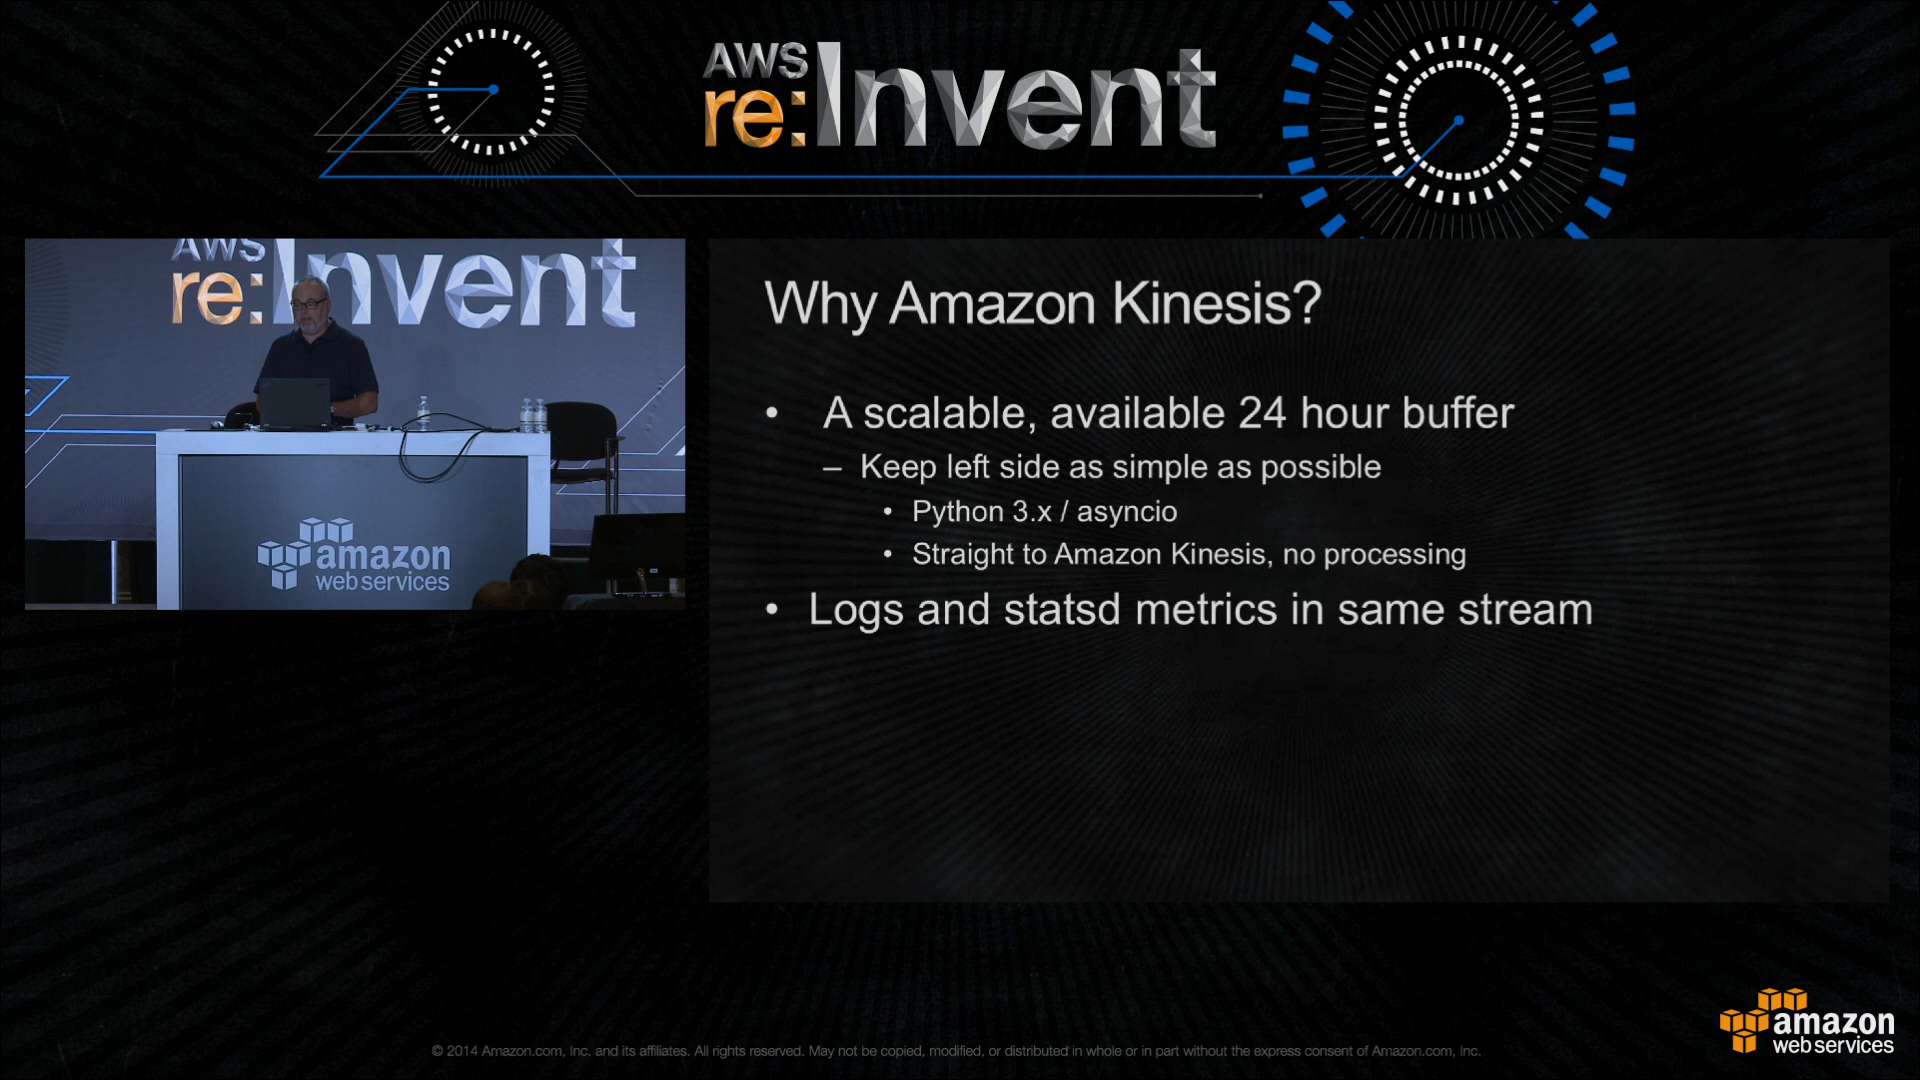 AWS
re:Invent
AWS
re:Invent
amazon
web services
Why Amazon Kinesis?
• A scalable, available 24 hour buffer
– Keep left side as simple as possible
• Python 3.x / asyncio
• Straight to Amazon Kinesis, no processing
• Logs and statsd metrics in same stream
amazon
web services
© 2014 Amazon.com, Inc. and its affiliates. All rights reserved. May not be copied, modified, or distributed in whole or in part without the express consent of Amazon.com, Inc.